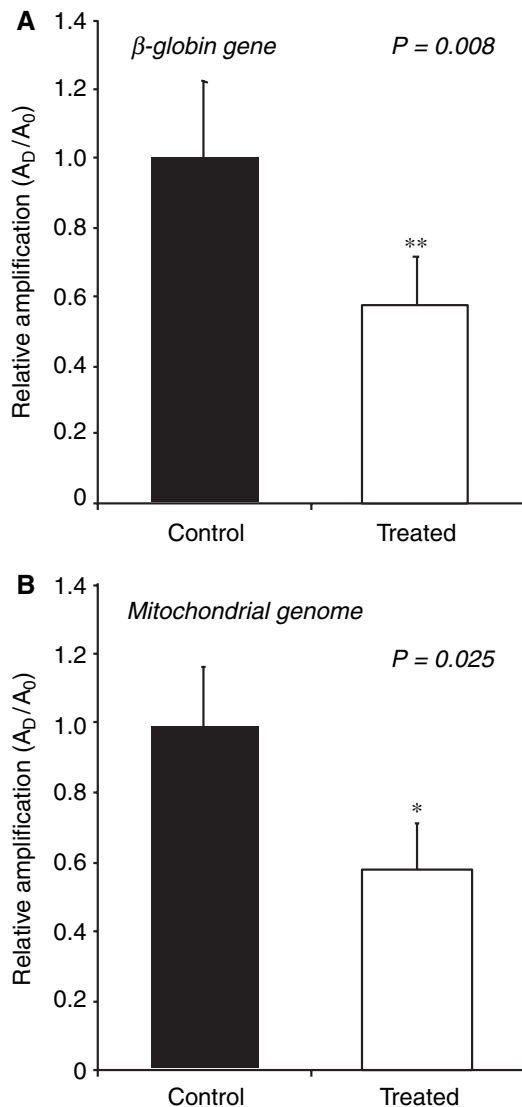 A
β-globin gene
P = 0.008
Relative amplification (A_D/A_0)
1.4
1.2
1.0
0.8
0.6
0.4
0.2
0
**
Control
Treated
B
Mitochondrial genome
P = 0.025
Relative amplification (A_D/A_0)
1.4
1.2
1.0
0.8
0.6
0.4
0.2
0
*
Control
Treated